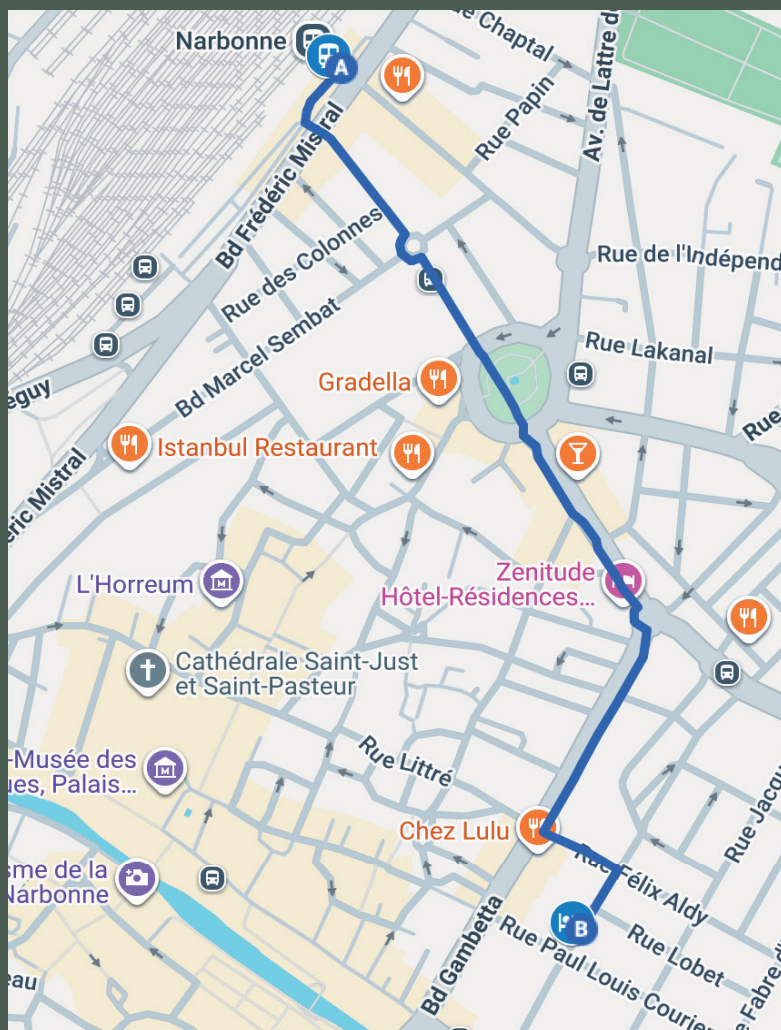 Narbonne
A
ue Chaptal
Rue Papin
Av. de Lattre de
Bd Frédéric Mistral
Rue des Colonnes
Rue de l'Indépend
Bd Marcel Sembat
Rue Lakanal
eguy
Gradella
Rue
Istanbul Restaurant
éric Mistral
Zenitude
Hôtel-Résidences...
L'Horreum
Cathédrale Saint-Just
et Saint-Pasteur
Rue Littré
-Musée des
ues, Palais...
Chez Lulu
Rue Jacqu
sme de la
Narbonne
Rue Félix Aldy
B
Rue Lobet
Rue Paul Louis Courier
Bd Gambetta
e Fabre d
eau